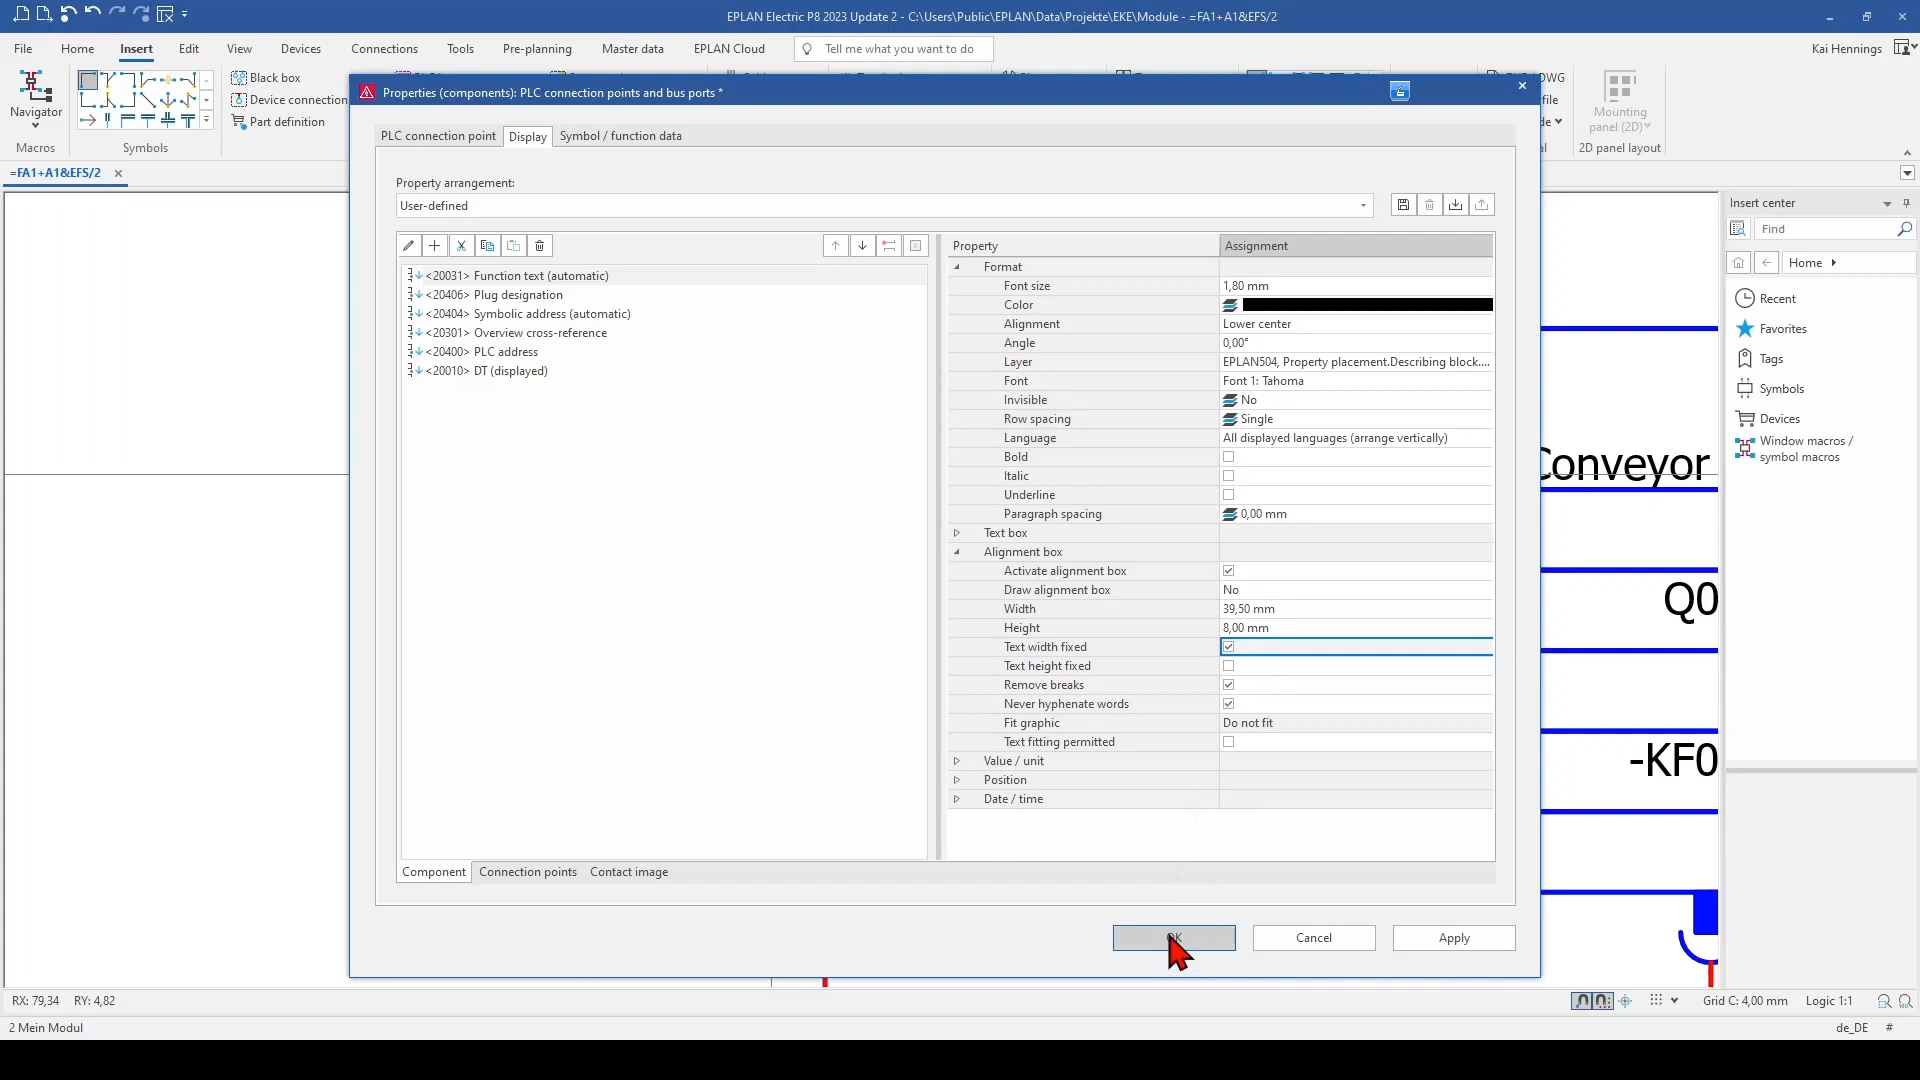 EPLAN Electric P8 2023 Update 2 - C:\Users\Public\EPLAN\Data\Projekte\EKE\Module - =FA1+A1&EFS/2
File Home Insert Edit View Devices Connections Tools Pre-planning Master data EPLAN Cloud Tell me what you want to do Kai Hennings
Navigator
Macros
Symbols
Black box
Device connection
Part definition
DWG
Mounting
panel (2D)
2D panel layout
=FA1+A1&EFS/2
Properties (components): PLC connection points and bus ports *
PLC connection point Display Symbol / function data
Property arrangement:
User-defined
<20031> Function text (automatic)
<20406> Plug designation
<20404> Symbolic address (automatic)
<20301> Overview cross-reference
<20400> PLC address
<20010> DT (displayed)
Property Assignment
Format
Font size 1,80 mm
Color
Alignment Lower center
Angle 0,00°
Layer EPLAN504, Property placement.Describing block....
Font Font 1: Tahoma
Invisible No
Row spacing Single
Language All displayed languages (arrange vertically)
Bold
Italic
Underline
Paragraph spacing 0,00 mm
Text box
Alignment box
Activate alignment box
Draw alignment box No
Width 39,50 mm
Height 8,00 mm
Text width fixed
Text height fixed
Remove breaks
Never hyphenate words
Fit graphic Do not fit
Text fitting permitted
Value / unit
Position
Date / time
Component Connection points Contact image
OK Cancel Apply
Conveyor
Q0
-KF0
Insert center
Find
Home
Recent
Favorites
Tags
Symbols
Devices
Window macros /
symbol macros
RX: 79,34 RY: 4,82
Grid C: 4,00 mm Logic 1:1
2 Mein Modul
de_DE #